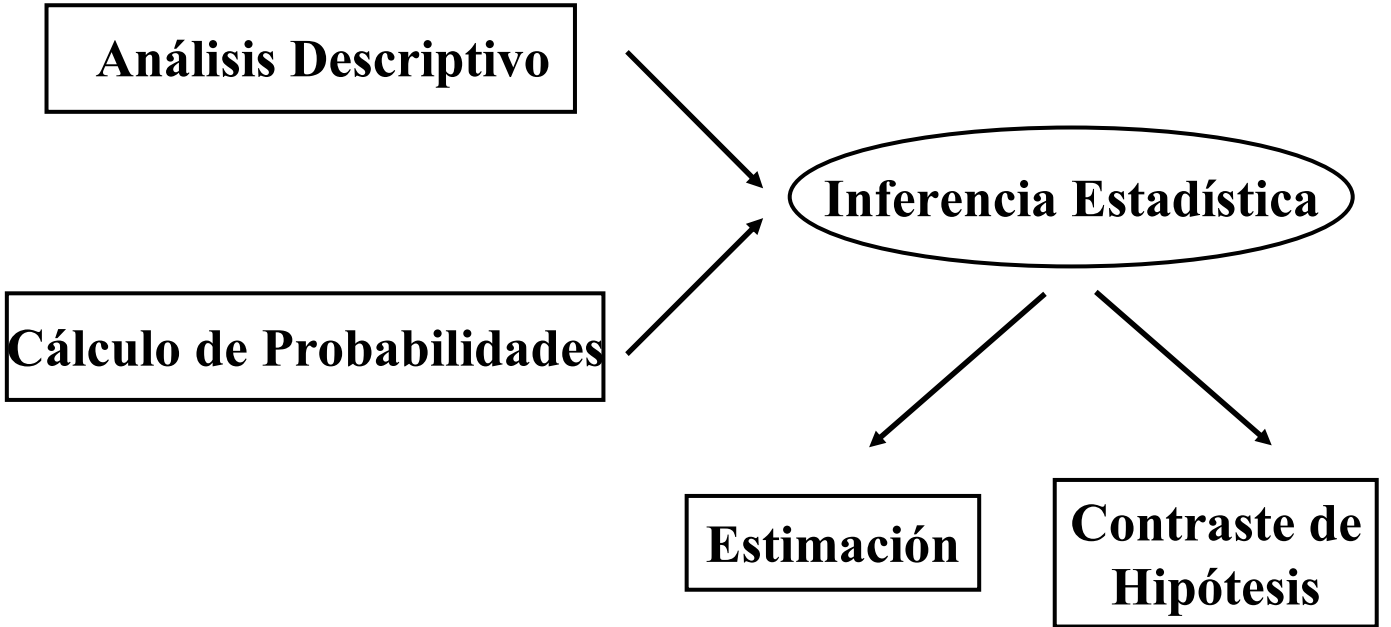 Análisis Descriptivo
Inferencia Estadística
Cálculo de Probabilidades
Estimación
Contraste de
Hipótesis